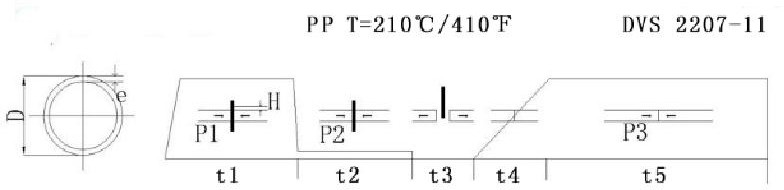 PP T=210℃/410℉ DVS 2207-11
D
e
H
P1 P2 P3
t1 t2 t3 t4 t5